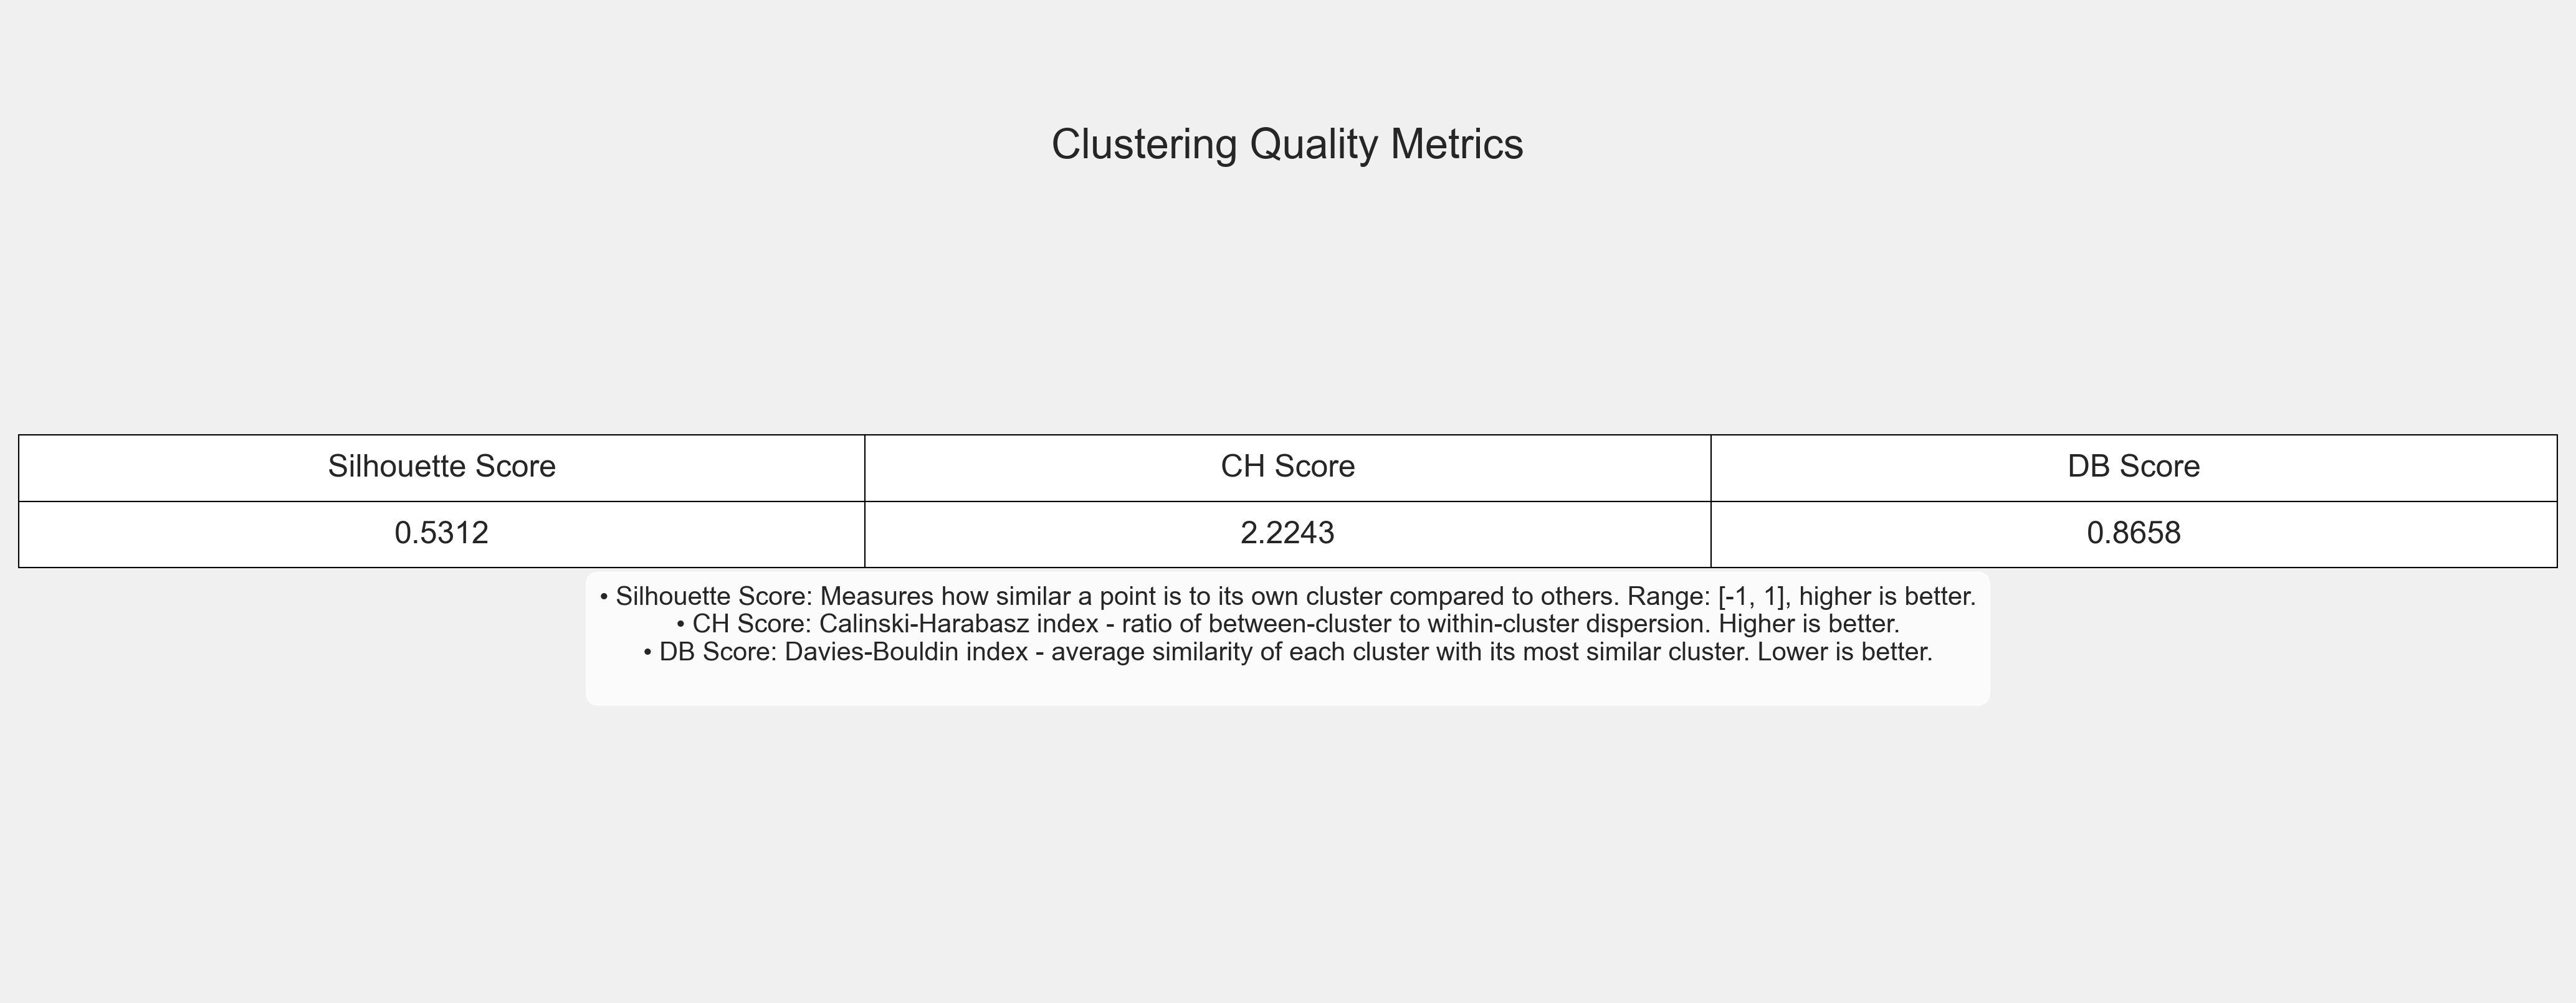 Clustering Quality Metrics
Silhouette Score CH Score DB Score
0.5312 2.2243 0.8658
• Silhouette Score: Measures how similar a point is to its own cluster compared to others. Range: [-1, 1], higher is better.
• CH Score: Calinski-Harabasz index - ratio of between-cluster to within-cluster dispersion. Higher is better.
• DB Score: Davies-Bouldin index - average similarity of each cluster with its most similar cluster. Lower is better.